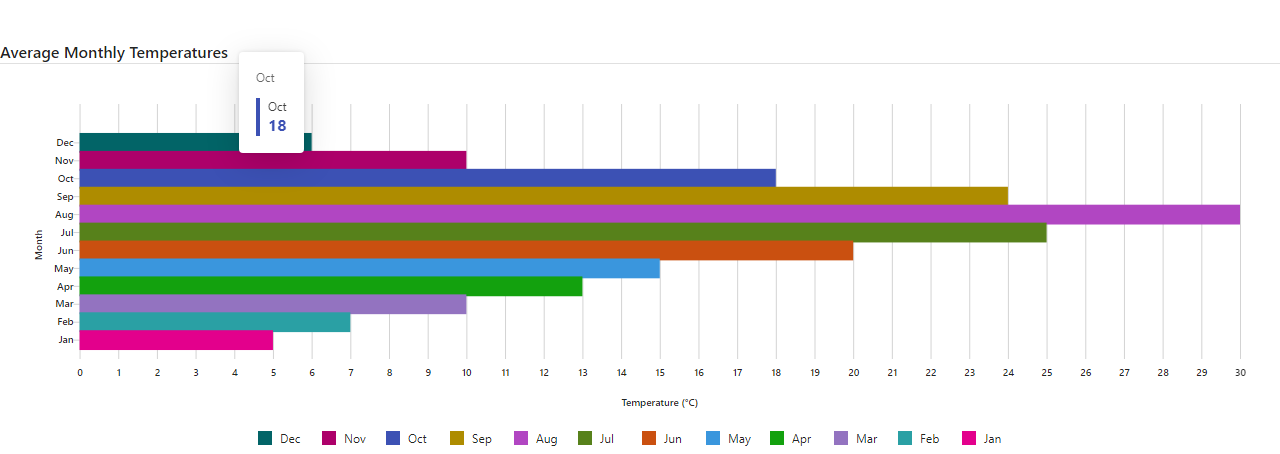 Average Monthly Temperatures
Oct
Oct
18
Dec
Nov
Oct
Sep
Aug
Jul
Jun
May
Apr
Mar
Feb
Jan
Month
0 1 2 3 4 5 6 7 8 9 10 11 12 13 14 15 16 17 18 19 20 21 22 23 24 25 26 27 28 29 30
Temperature (°C)
Dec Nov Oct Sep Aug Jul Jun May Apr Mar Feb Jan